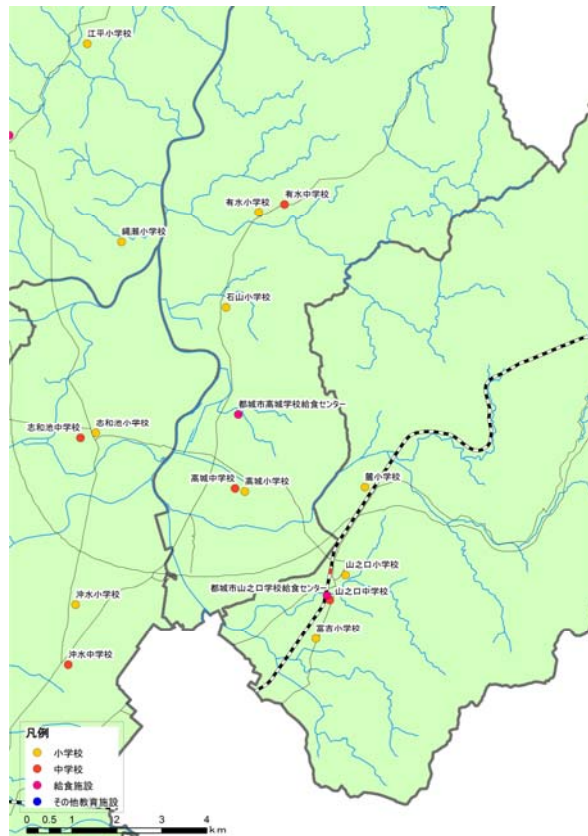 江平小学校
有水中学校
有水小学校
縄瀬小学校
石山小学校
都城市高城学校給食センター
志和池小学校
志和池中学校
高城中学校
高城小学校
麓小学校
山之口小学校
都城市山之口学校給食センター
山之口中学校
沖水小学校
富吉小学校
沖水中学校
凡例
小学校
中学校
給食施設
その他教育施設
0 0.5 1 2 3 4
km